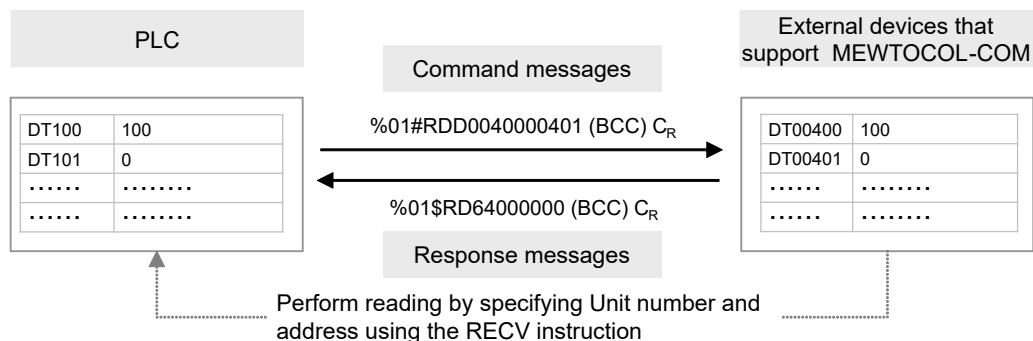 PLC
External devices that
support MEWTOCOL-COM
Command messages
%01#RDD0040000401 (BCC) CR
DT100 100
DT101 0
...... ........
...... ........
DT00400 100
DT00401 0
...... ........
...... ........
%01$RD64000000 (BCC) CR
Response messages
Perform reading by specifying Unit number and
address using the RECV instruction